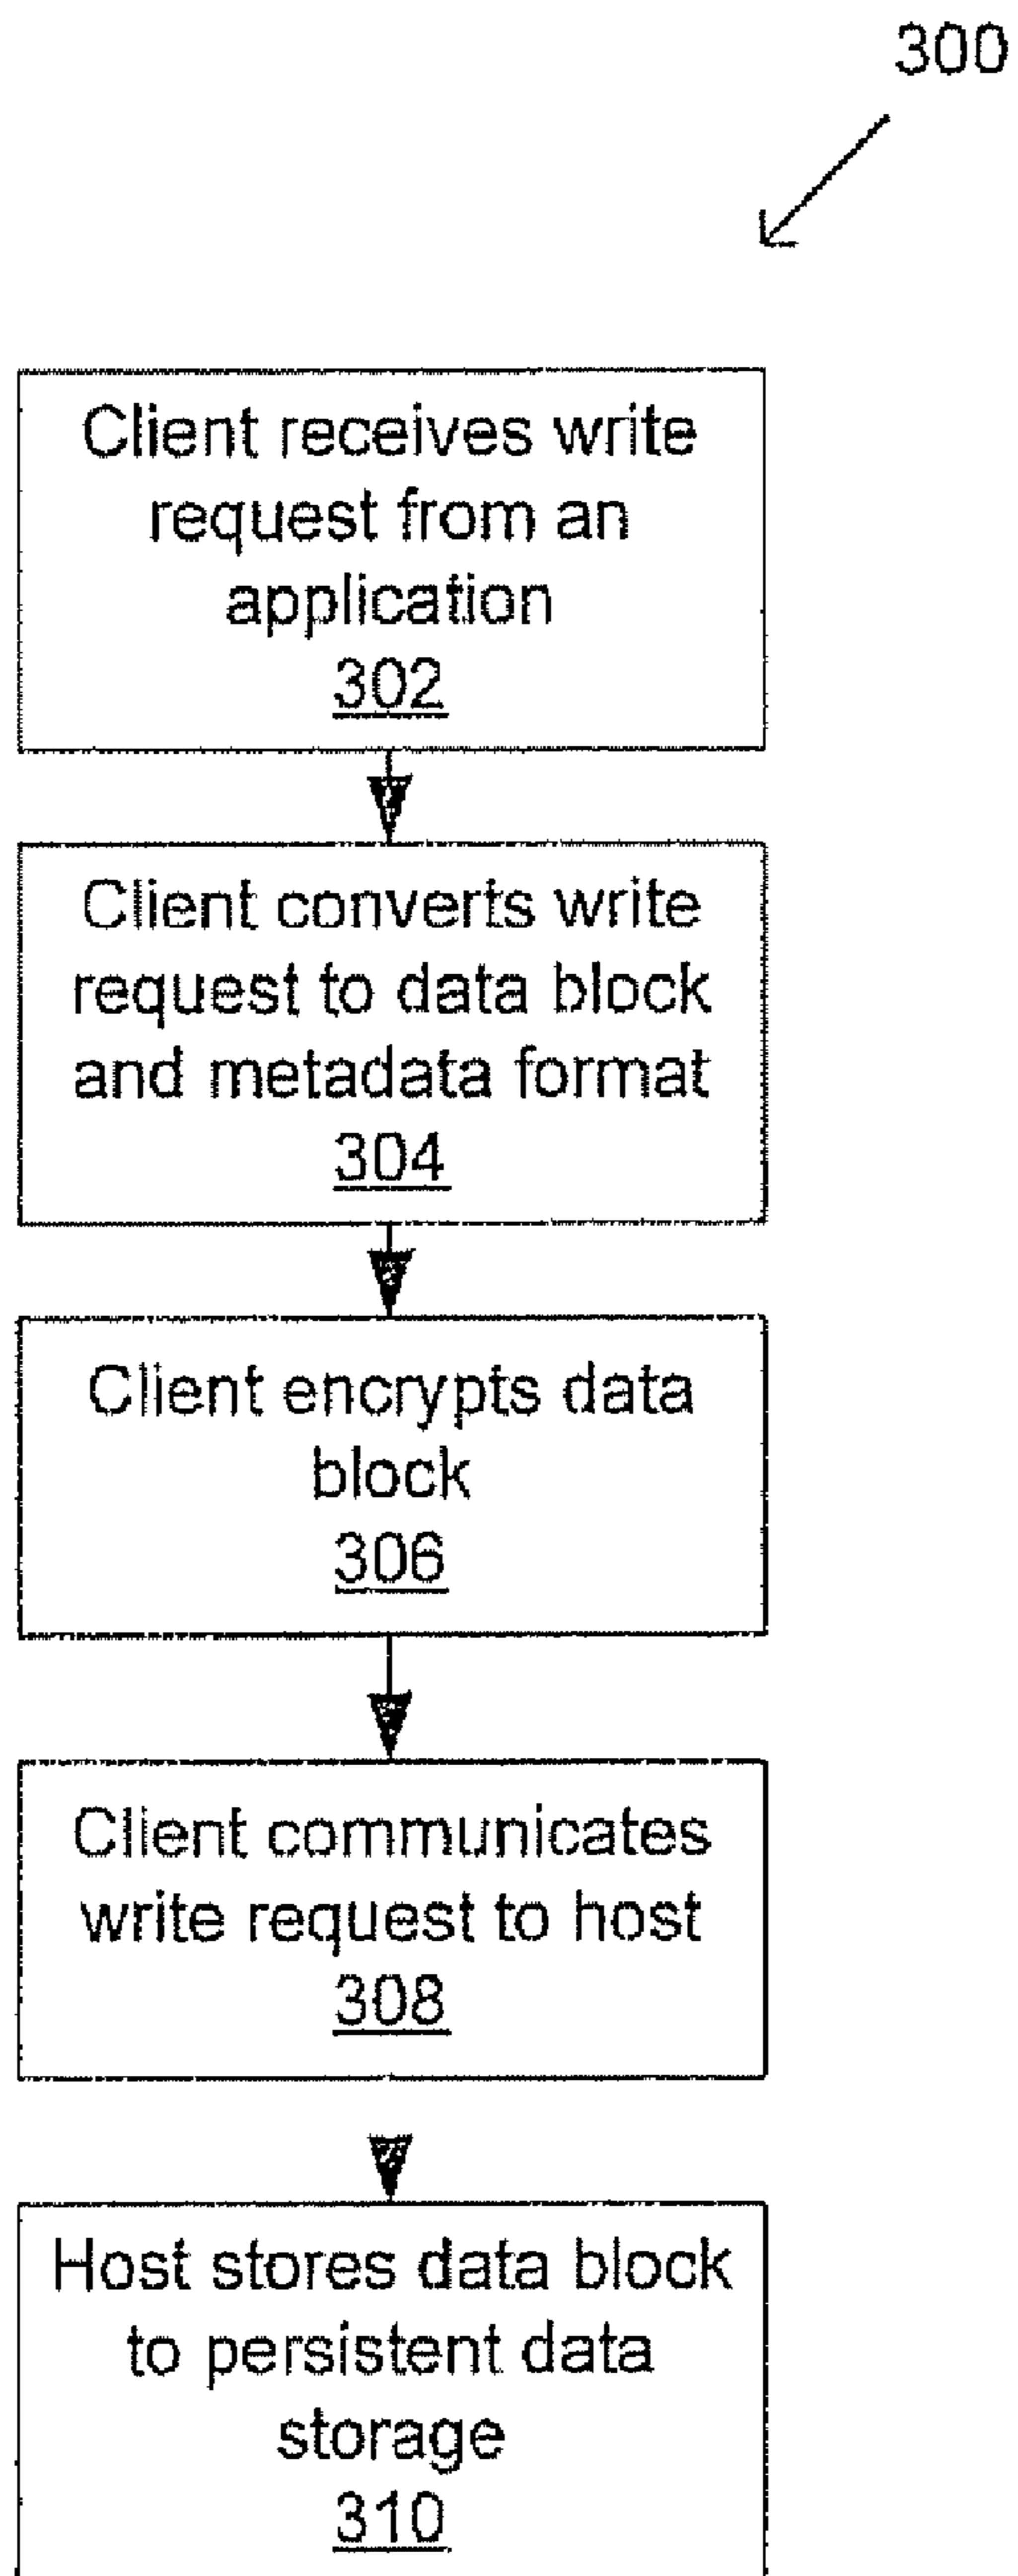 300
Client receives write
request from an
application
302
Client converts write
request to data block
and metadata format
304
Client encrypts data
block
306
Client communicates
write request to host
308
Host stores data block
to persistent data
storage
310